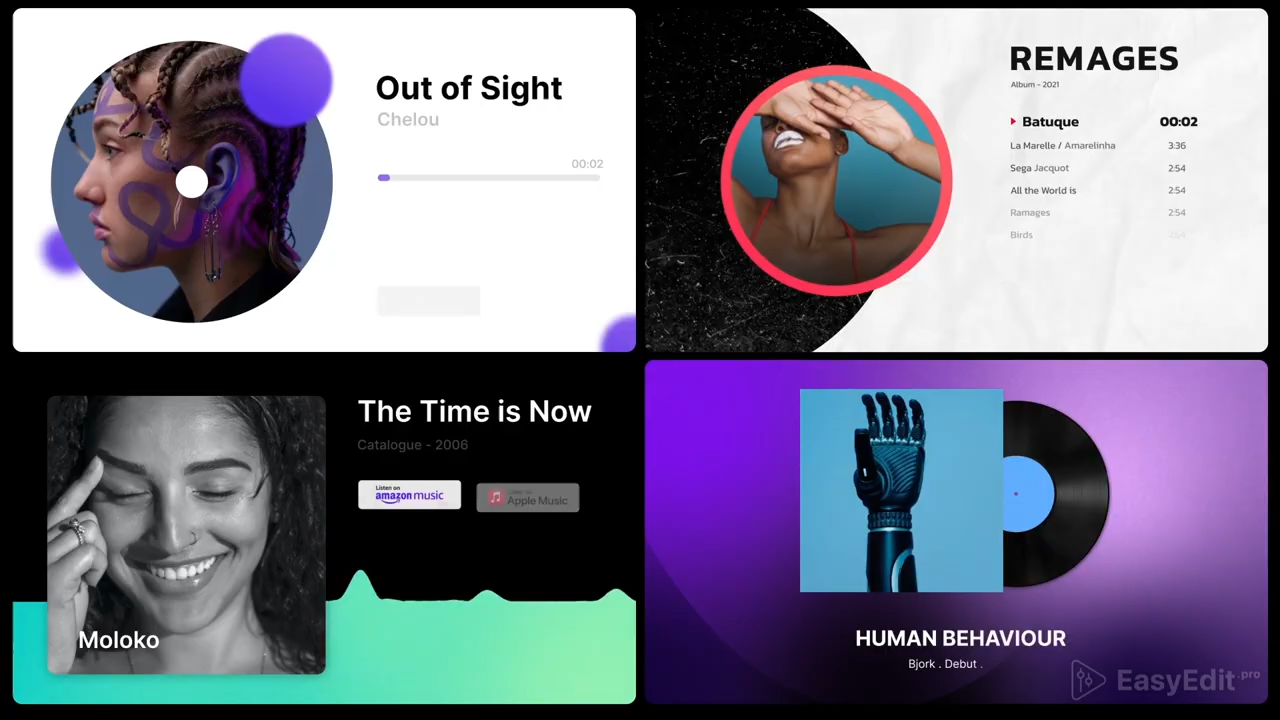 Out of Sight
Chelou
00:02
REMAGES
Album - 2021
Batuque 00:02
La Marelle / Amarelinha 3:36
Sega Jacquot 2:54
All the World is 2:54
Ramages 2:54
Birds
The Time is Now
Catalogue - 2006
Listen on
amazon music
Apple Music
Moloko
HUMAN BEHAVIOUR
Bjork . Debut .
EasyEdit.pro